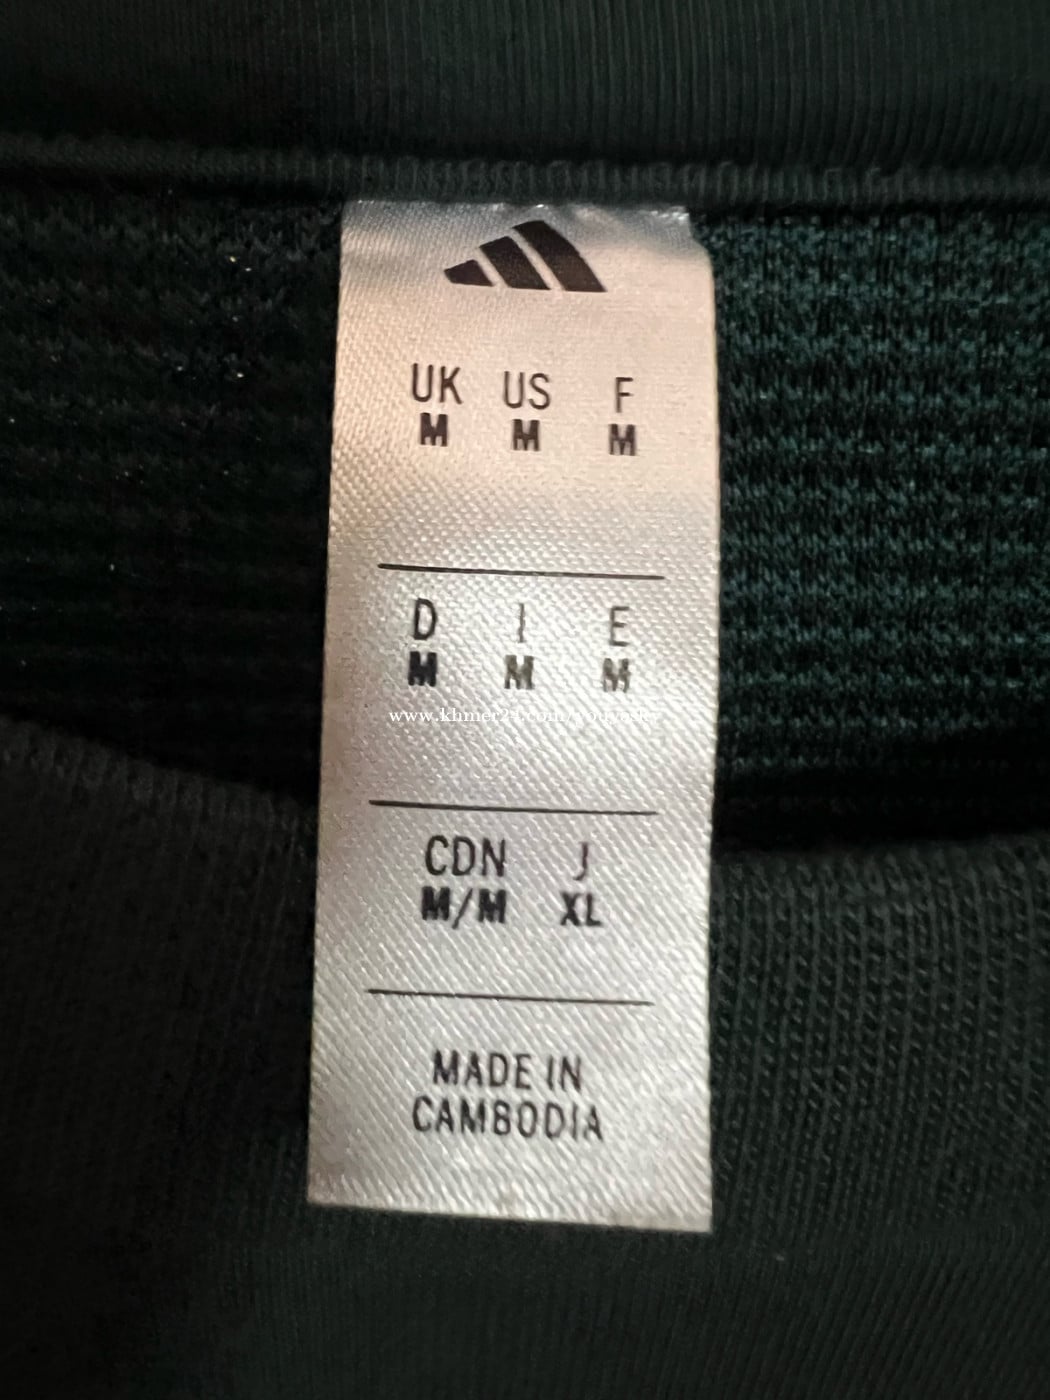 UK US F
M M M
D I E
M M M
CDN J
M/M XL
MADE IN
CAMBODIA